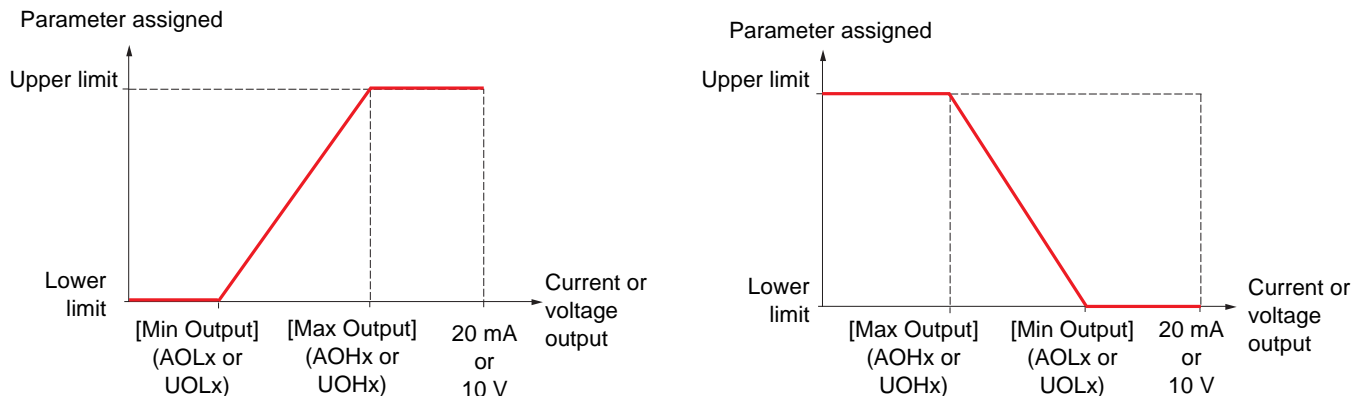 Parameter assigned
Upper limit
Lower
limit
[Min Output]
(AOLx or
UOLx)
[Max Output]
(AOHx or
UOHx)
20 mA
or
10 V
Current or
voltage
output
Parameter assigned
Upper limit
Lower
limit
[Max Output]
(AOHx or
UOHx)
[Min Output]
(AOLx or
UOLx)
20 mA
or
10 V
Current or
voltage
output